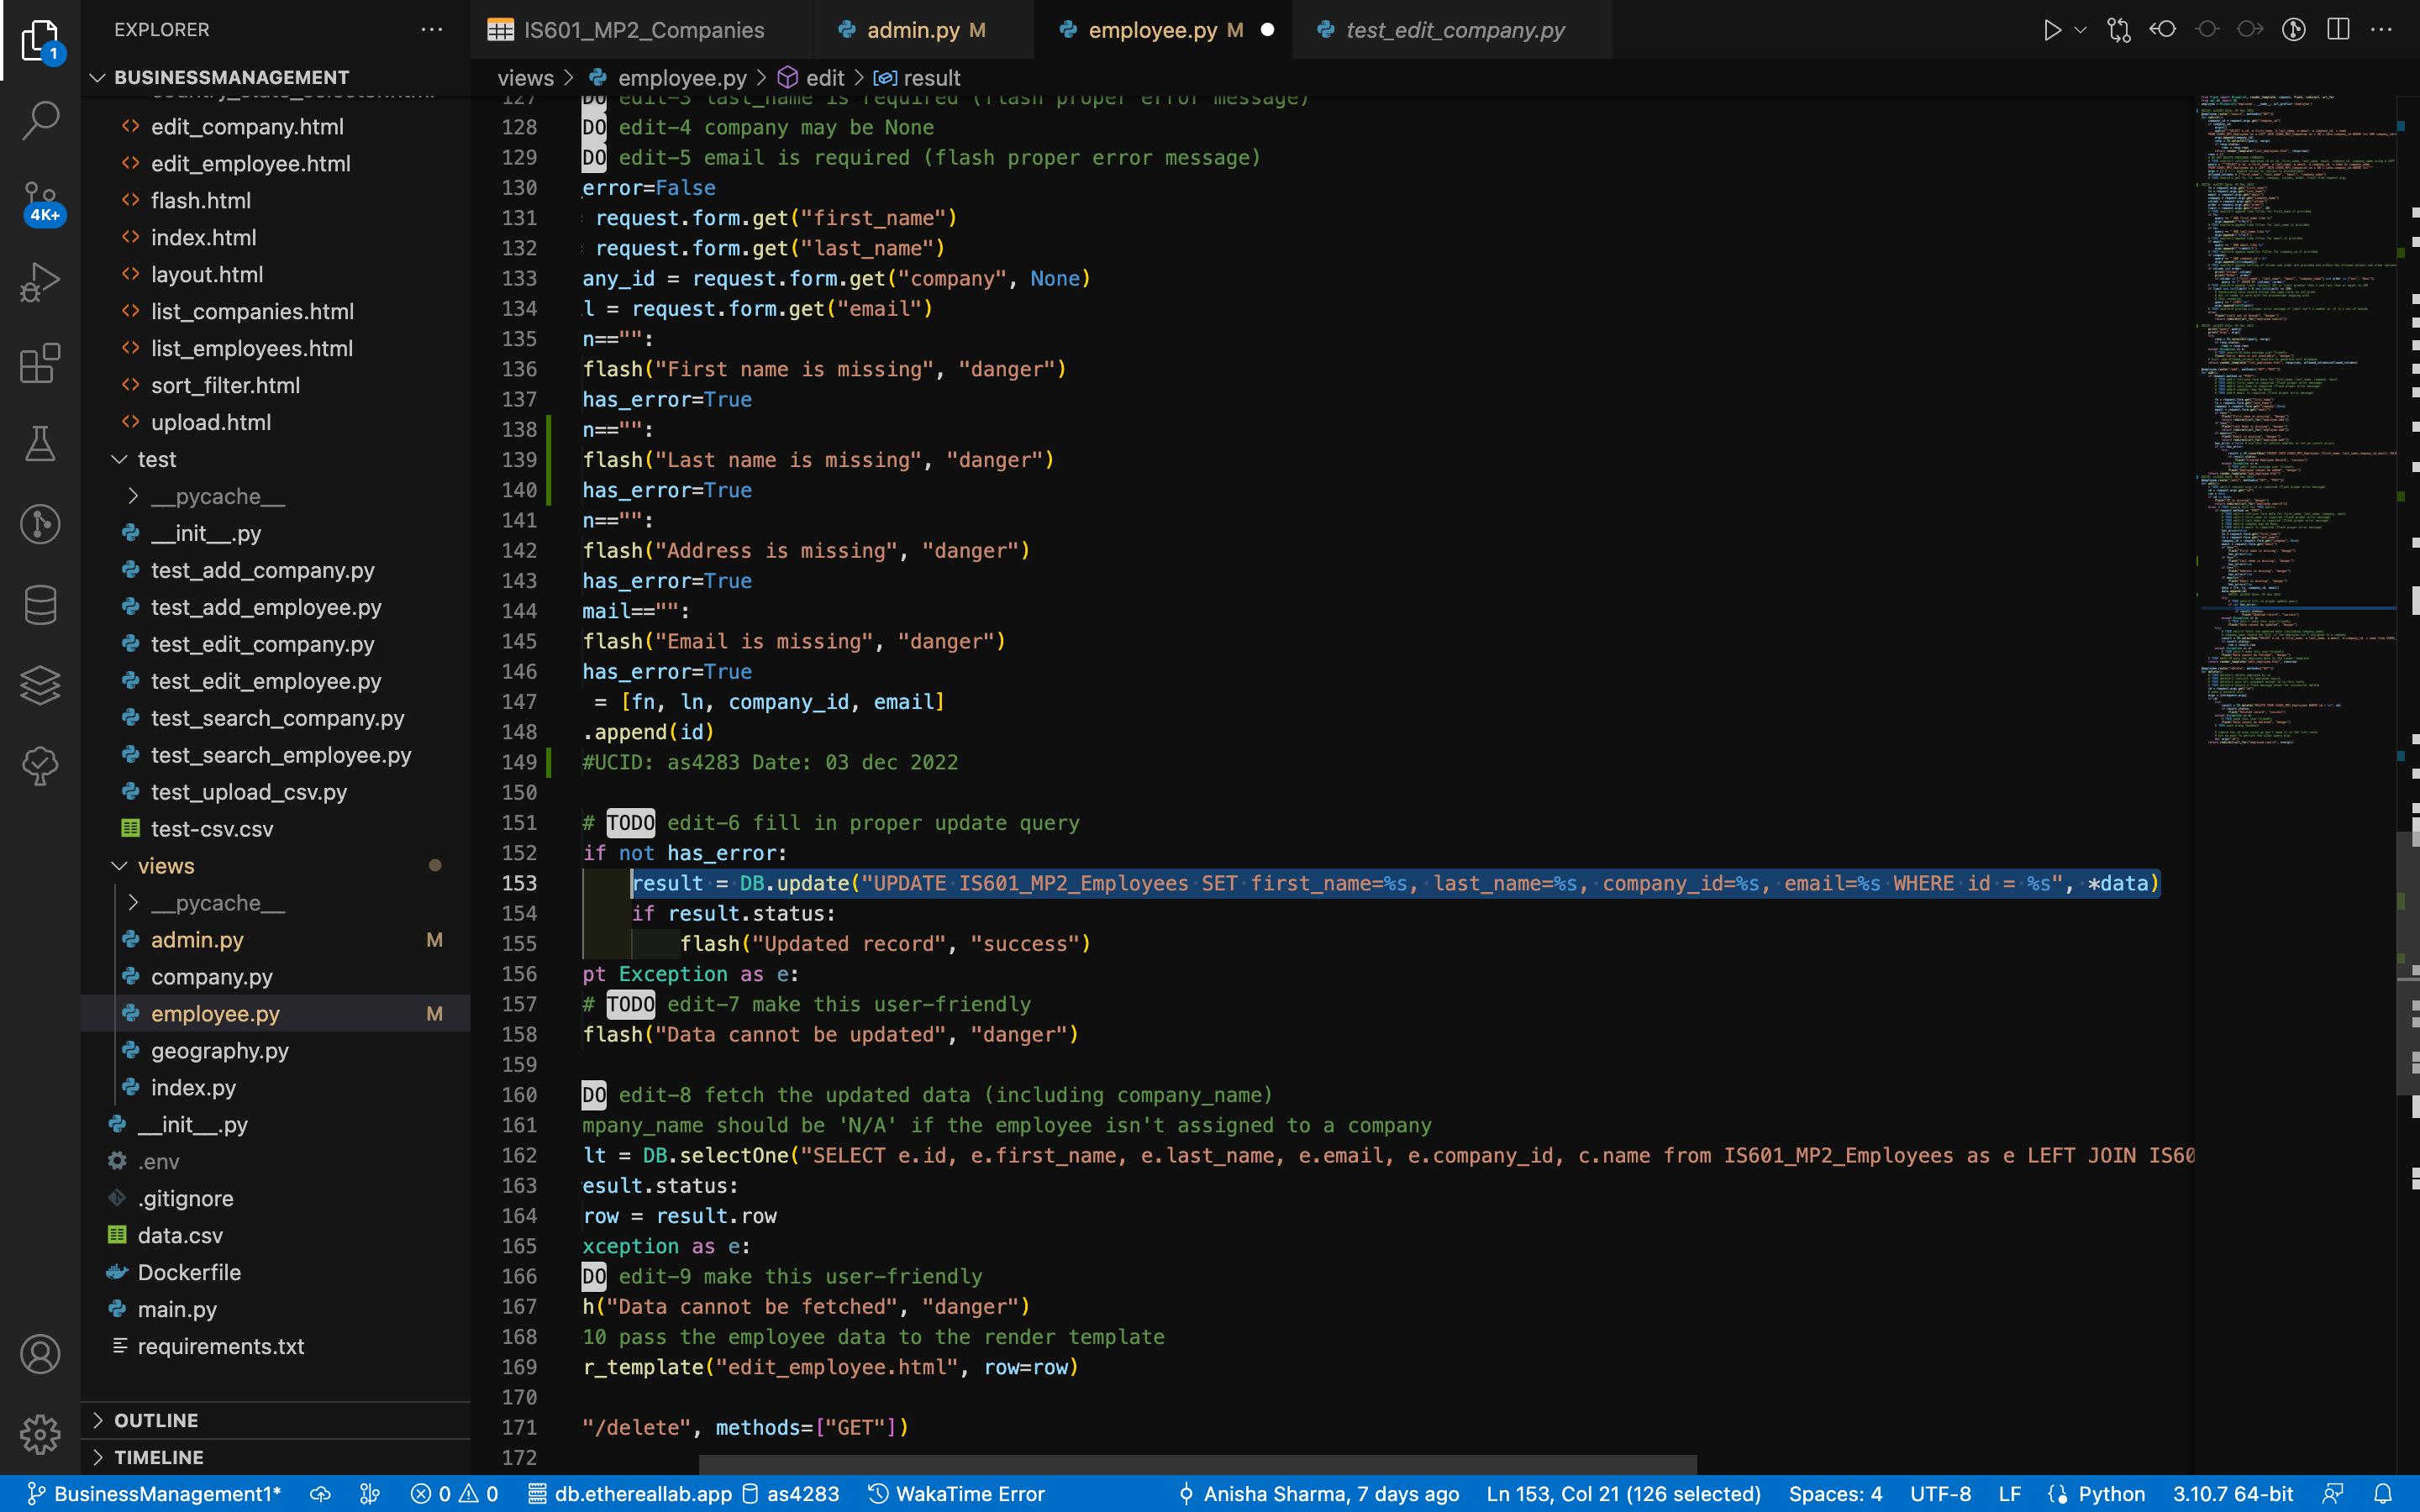 EXPLORER
IS601_MP2_Companies
admin.py M
employee.py M
test_edit_company.py
1
BUSINESSMANAGEMENT
views > employee.py > edit > result
edit_company.html
edit_employee.html
flash.html
index.html
layout.html
list_companies.html
list_employees.html
sort_filter.html
upload.html
test
__pycache__
__init__.py
test_add_company.py
test_add_employee.py
test_edit_company.py
test_edit_employee.py
test_search_company.py
test_search_employee.py
test_upload_csv.py
test-csv.csv
views
__pycache__
admin.py M
company.py
employee.py M
geography.py
index.py
__init__.py
.env
.gitignore
data.csv
Dockerfile
main.py
requirements.txt
OUTLINE
TIMELINE
4K+
127 DO edit-3 last_name is required (flash proper error message)
128 DO edit-4 company may be None
129 DO edit-5 email is required (flash proper error message)
130 error=False
131 request.form.get("first_name")
132 request.form.get("last_name")
133 any_id = request.form.get("company", None)
134 l = request.form.get("email")
135 n=="":
136 flash("First name is missing", "danger")
137 has_error=True
138 n=="":
139 flash("Last name is missing", "danger")
140 has_error=True
141 n=="":
142 flash("Address is missing", "danger")
143 has_error=True
144 mail=="":
145 flash("Email is missing", "danger")
146 has_error=True
147 = [fn, ln, company_id, email]
148 .append(id)
149 #UCID: as4283 Date: 03 dec 2022
150
151 # TODO edit-6 fill in proper update query
152 if not has_error:
153 result = DB.update("UPDATE IS601_MP2_Employees SET first_name=%s, last_name=%s, company_id=%s, email=%s WHERE id = %s", *data)
154 if result.status:
155 flash("Updated record", "success")
156 pt Exception as e:
157 # TODO edit-7 make this user-friendly
158 flash("Data cannot be updated", "danger")
159
160 DO edit-8 fetch the updated data (including company_name)
161 mpany_name should be 'N/A' if the employee isn't assigned to a company
162 lt = DB.selectOne("SELECT e.id, e.first_name, e.last_name, e.email, e.company_id, c.name from IS601_MP2_Employees as e LEFT JOIN IS60
163 esult.status:
164 row = result.row
165 xception as e:
166 DO edit-9 make this user-friendly
167 h("Data cannot be fetched", "danger")
168 10 pass the employee data to the render template
169 r_template("edit_employee.html", row=row)
170
171 "/delete", methods=["GET"])
172
BusinessManagement1* 0 0 db.ethereallab.app as4283 WakaTime Error Anisha Sharma, 7 days ago Ln 153, Col 21 (126 selected) Spaces: 4 UTF-8 LF Python 3.10.7 64-bit